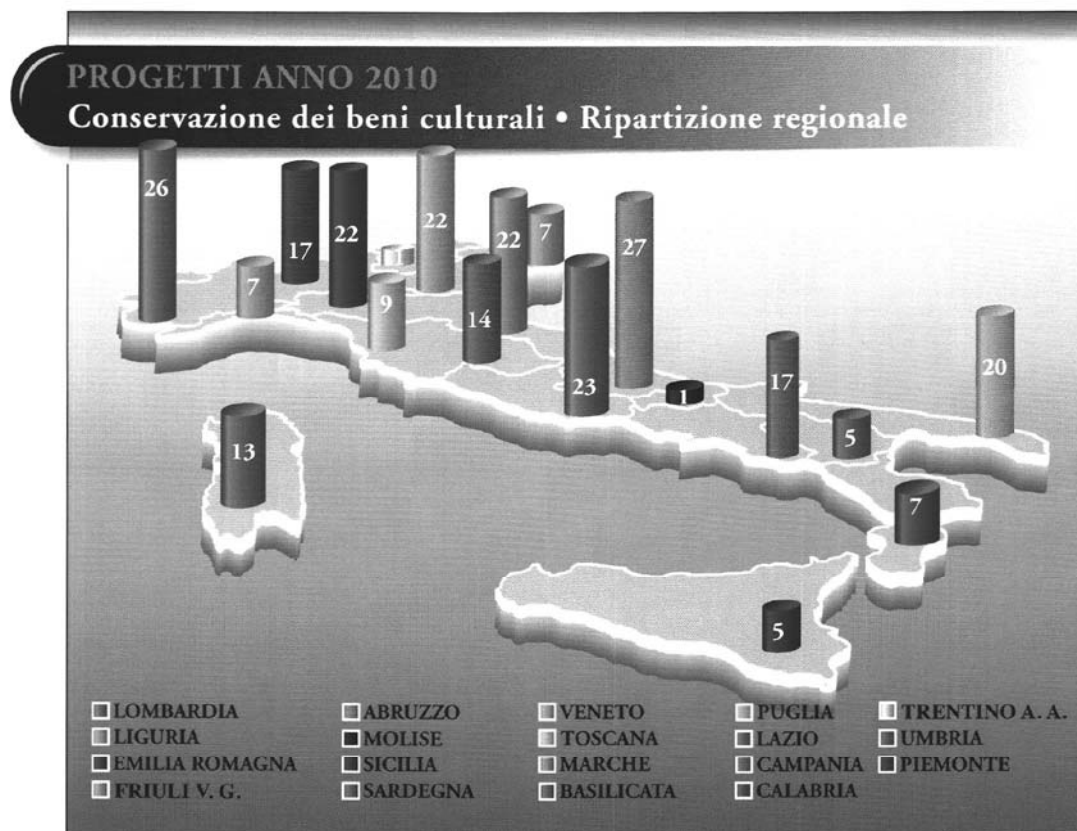 PROGETTI ANNO 2010
Conservazione dei beni culturali • Ripartizione regionale
26
17
22
22
22
7
27
7
9
14
23
1
17
20
5
13
7
5
LOMBARDIA
LIGURIA
EMILIA ROMAGNA
FRIULI V. G.
ABRUZZO
MOLISE
SICILIA
SARDEGNA
VENETO
TOSCANA
MARCHE
BASILICATA
PUGLIA
LAZIO
CAMPANIA
CALABRIA
TRENTINO A. A.
UMBRIA
PIEMONTE